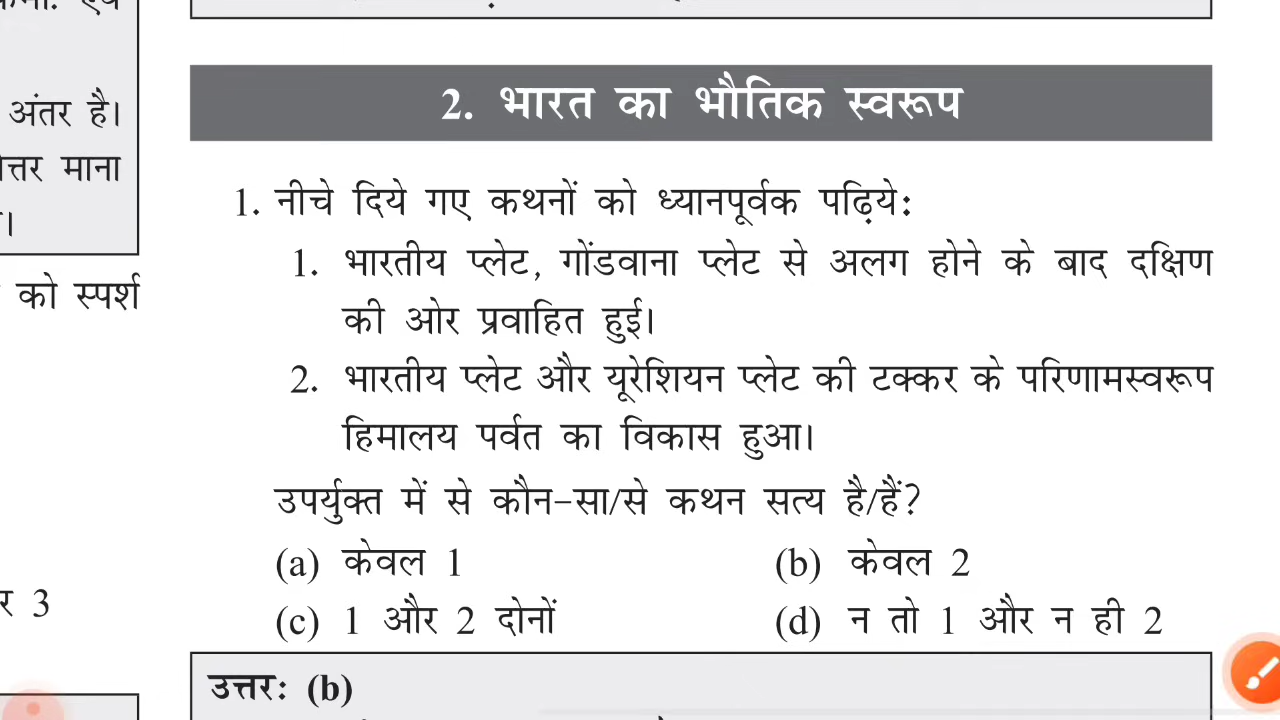 अंतर है।
माना
को स्पर्श
3
2. भारत का भौतिक स्वरूप
1. नीचे दिये गए कथनों को ध्यानपूर्वक पढ़िये:
1. भारतीय प्लेट, गोंडवाना प्लेट से अलग होने के बाद दक्षिण
की ओर प्रवाहित हुई।
2. भारतीय प्लेट और यूरेशियन प्लेट की टक्कर के परिणामस्वरूप
हिमालय पर्वत का विकास हुआ।
उपर्युक्त में से कौन-सा/से कथन सत्य है/हैं?
(a) केवल 1 (b) केवल 2
(c) 1 और 2 दोनों (d) न तो 1 और न ही 2
उत्तरः (b)